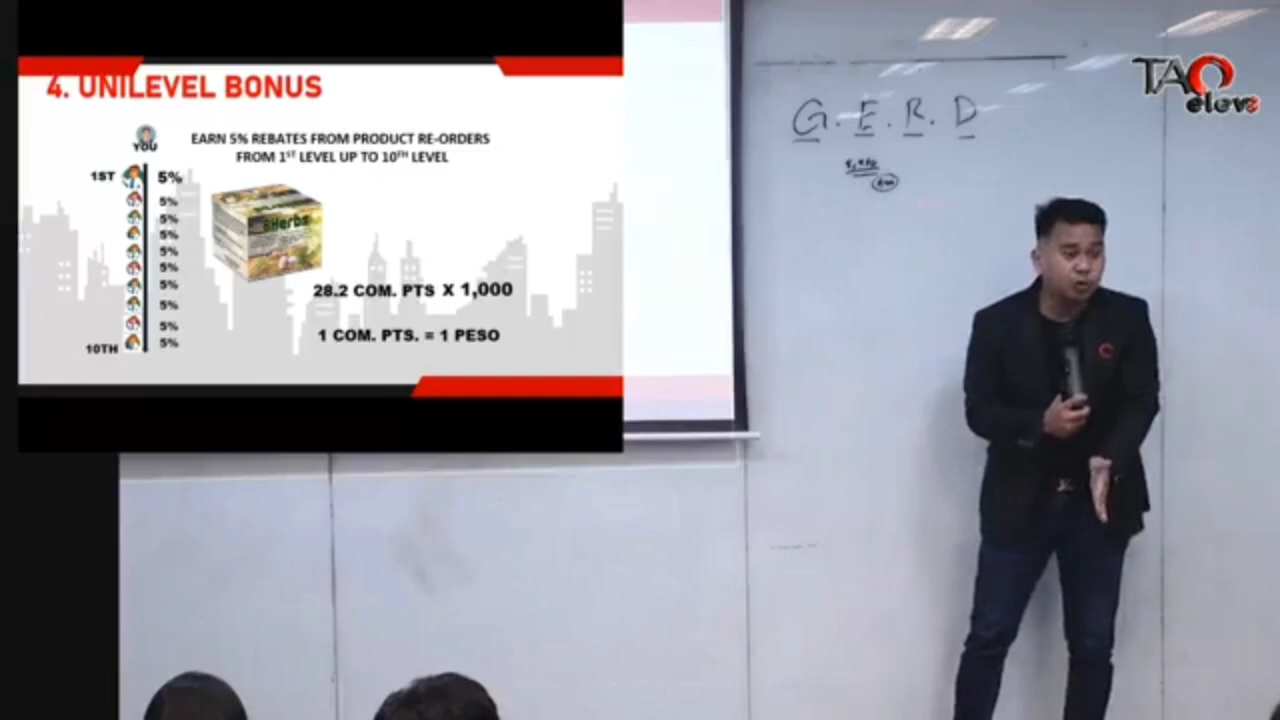 4. UNILEVEL BONUS
YOU
EARN 5% REBATES FROM PRODUCT RE-ORDERS
FROM 1ST LEVEL UP TO 10TH LEVEL
1ST 5%
5%
5%
5%
5%
5%
5%
5%
5%
10TH 5%
Herbs
28.2 COM. PTS X 1,000
1 COM. PTS. = 1 PESO
G. E. R. D
TAO
elev8